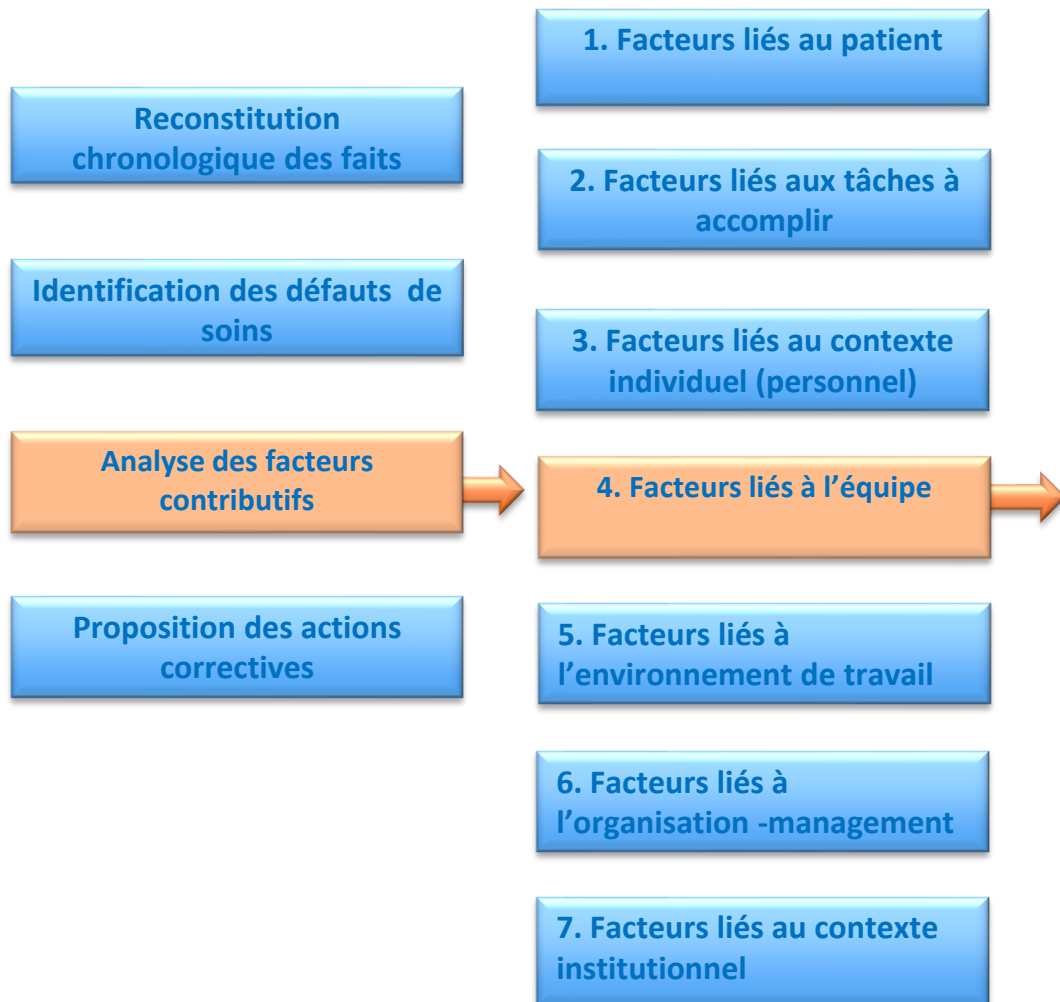 Reconstitution
chronologique des faits
Identification des défauts de
soins
Analyse des facteurs
contributifs
Proposition des actions
correctives
1. Facteurs liés au patient
2. Facteurs liés aux tâches à
accomplir
3. Facteurs liés au contexte
individuel (personnel)
4. Facteurs liés à l’équipe
5. Facteurs liés à
l’environnement de travail
6. Facteurs liés à
l’organisation -management
7. Facteurs liés au contexte
institutionnel